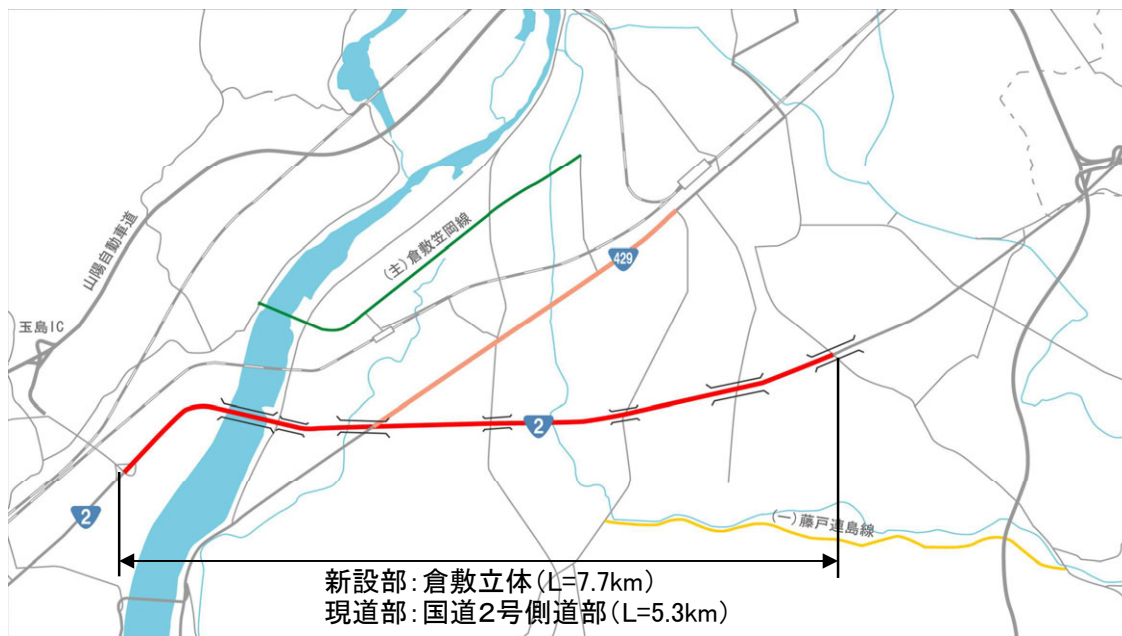 山陽自動車道
(主)倉敷笠岡線
429
玉島IC
2
2
(一)藤戸連島線
新設部:倉敷立体(L=7.7km)
現道部:国道2号側道部(L=5.3km)